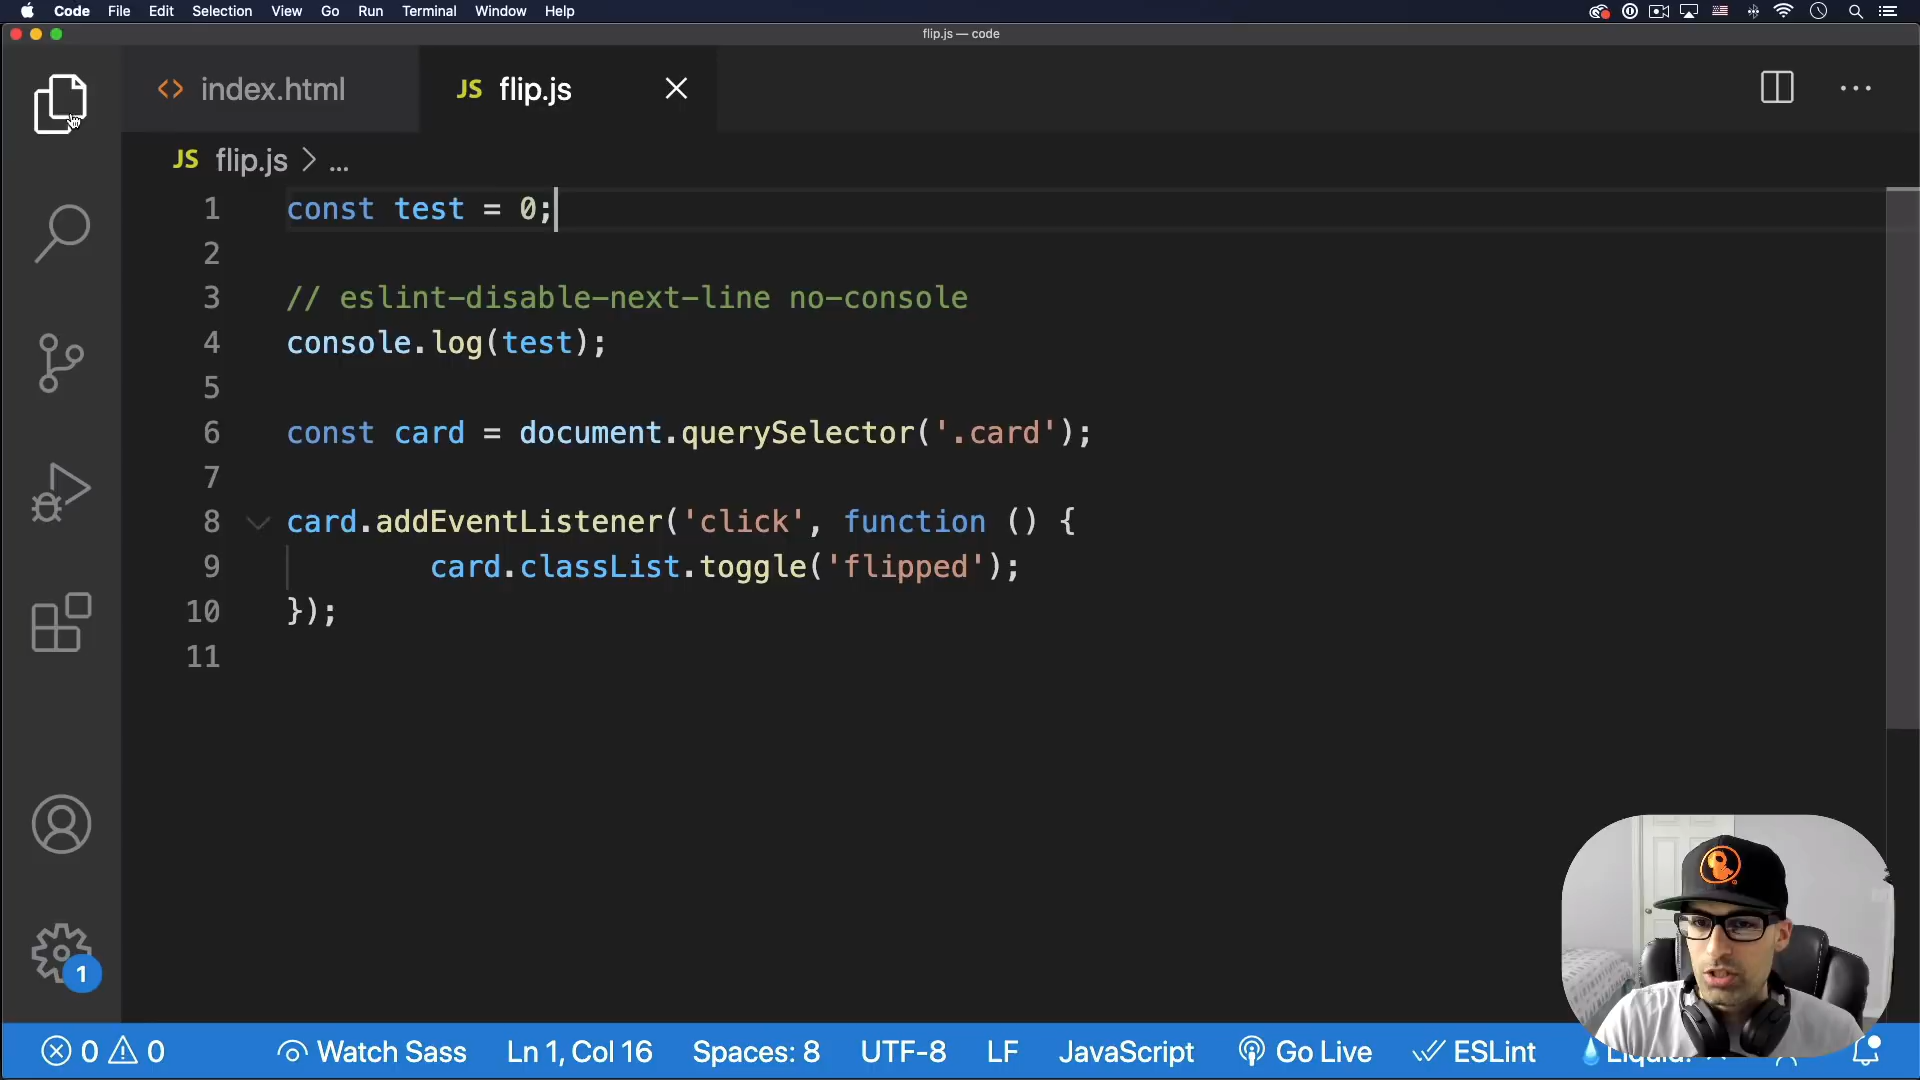 Code File Edit Selection View Go Run Terminal Window Help
flip.js — code
index.html
JS flip.js
JS flip.js > ...
1 const test = 0;
2
3 // eslint-disable-next-line no-console
4 console.log(test);
5
6 const card = document.querySelector('.card');
7
8 card.addEventListener('click', function () {
9 card.classList.toggle('flipped');
10 });
11
1
0 0 Watch Sass Ln 1, Col 16 Spaces: 8 UTF-8 LF JavaScript Go Live ESLint